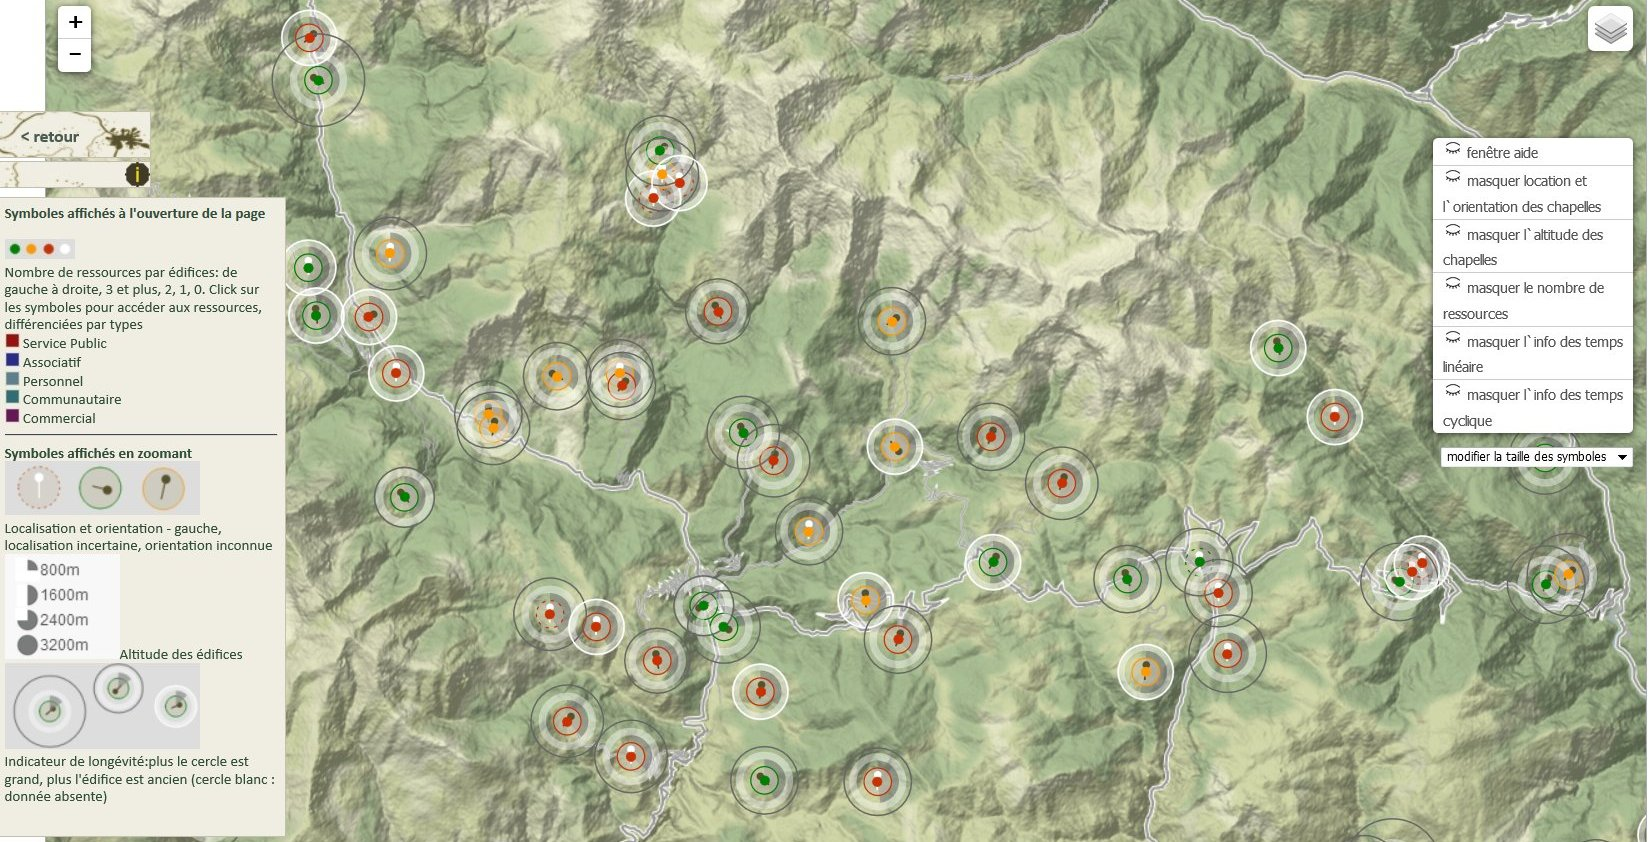 +
−
< retour
i
Symboles affichés à l'ouverture de la page
Nombre de ressources par édifices: de
gauche à droite, 3 et plus, 2, 1, 0. Click sur
les symboles pour accéder aux ressources,
différenciées par types
Service Public
Associatif
Personnel
Communautaire
Commercial
Symboles affichés en zoomant
Localisation et orientation - gauche,
localisation incertaine, orientation inconnue
800m
1600m
2400m
3200m
Altitude des édifices
Indicateur de longévité:plus le cercle est
grand, plus l'édifice est ancien (cercle blanc :
donnée absente)
fenêtre aide
masquer location et
l`orientation des chapelles
masquer l`altitude des
chapelles
masquer le nombre de
ressources
masquer l`info des temps
linéaire
masquer l`info des temps
cyclique
modifier la taille des symboles